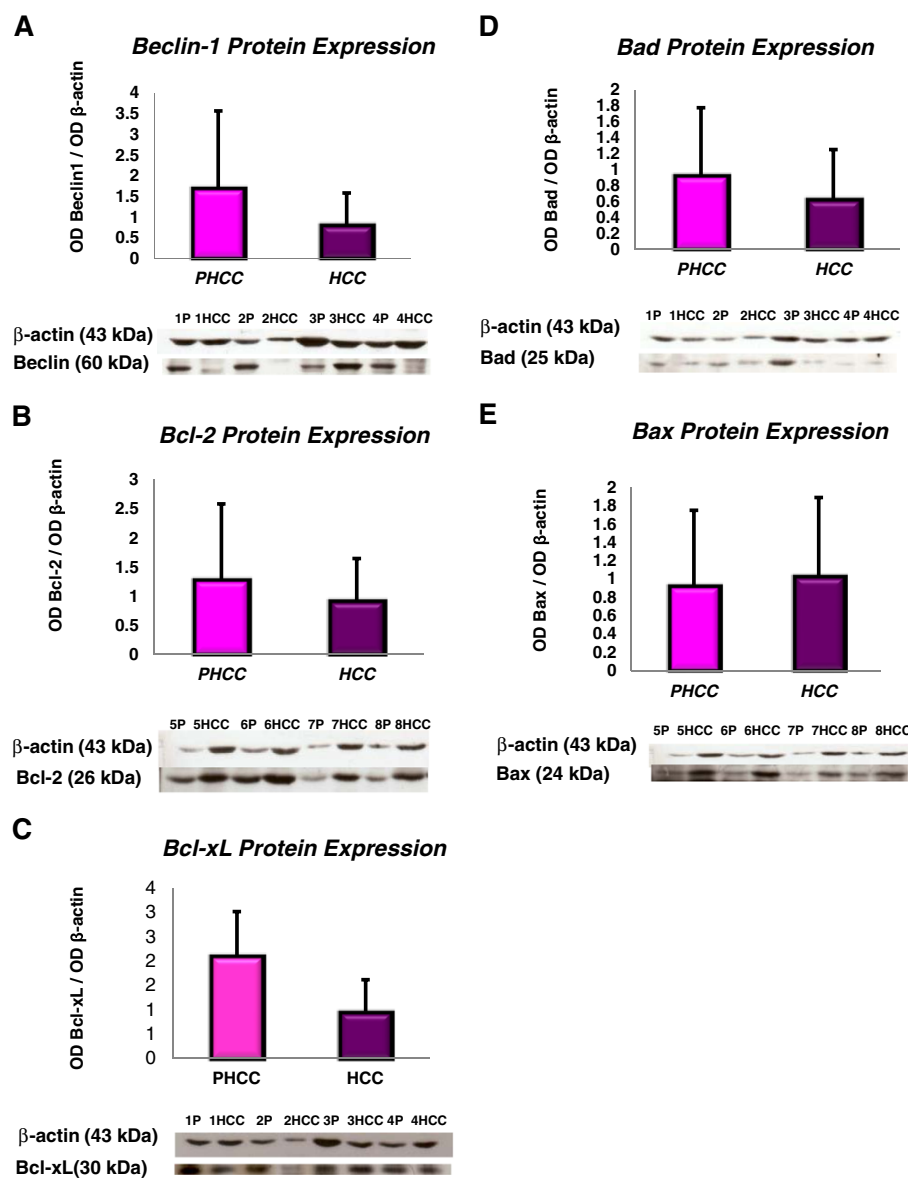 A
Beclin-1 Protein Expression
OD Beclin1 / OD β-actin
4
3.5
3
2.5
2
1.5
1
0.5
0
PHCC HCC
1P 1HCC 2P 2HCC 3P 3HCC 4P 4HCC
β-actin (43 kDa)
Beclin (60 kDa)
B
Bcl-2 Protein Expression
OD Bcl-2 / OD β-actin
3
2.5
2
1.5
1
0.5
0
PHCC HCC
5P 5HCC 6P 6HCC 7P 7HCC 8P 8HCC
β-actin (43 kDa)
Bcl-2 (26 kDa)
C
Bcl-xL Protein Expression
OD Bcl-xL / OD β-actin
4
3
3
2
2
1
1
0
PHCC HCC
1P 1HCC 2P 2HCC 3P 3HCC 4P 4HCC
β-actin (43 kDa)
Bcl-xL(30 kDa)
D
Bad Protein Expression
OD Bad / OD β-actin
2
1.8
1.6
1.4
1.2
1
0.8
0.6
0.4
0.2
0
PHCC HCC
1P 1HCC 2P 2HCC 3P 3HCC 4P 4HCC
β-actin (43 kDa)
Bad (25 kDa)
E
Bax Protein Expression
OD Bax / OD β-actin
2
1.8
1.6
1.4
1.2
1
0.8
0.6
0.4
0.2
0
PHCC HCC
5P 5HCC 6P 6HCC 7P 7HCC 8P 8HCC
β-actin (43 kDa)
Bax (24 kDa)